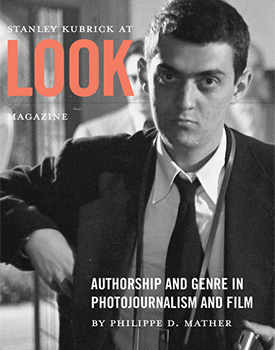 STANLEY KUBRICK AT
LOOK
MAGAZINE
AUTHORSHIP AND GENRE IN
PHOTOJOURNALISM AND FILM
BY PHILIPPE D. MATHER